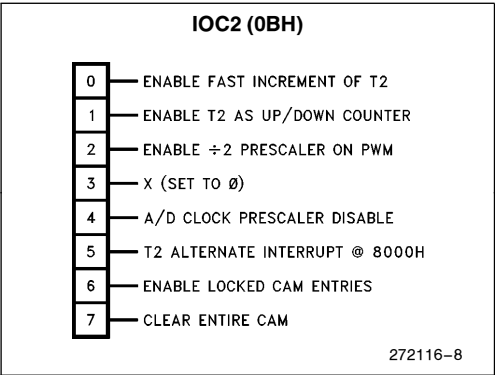 IOC2 (0BH)
0 ENABLE FAST INCREMENT OF T2
1 ENABLE T2 AS UP/DOWN COUNTER
2 ENABLE ÷2 PRESCALER ON PWM
3 X (SET TO Ø)
4 A/D CLOCK PRESCALER DISABLE
5 T2 ALTERNATE INTERRUPT @ 8000H
6 ENABLE LOCKED CAM ENTRIES
7 CLEAR ENTIRE CAM
272116–8